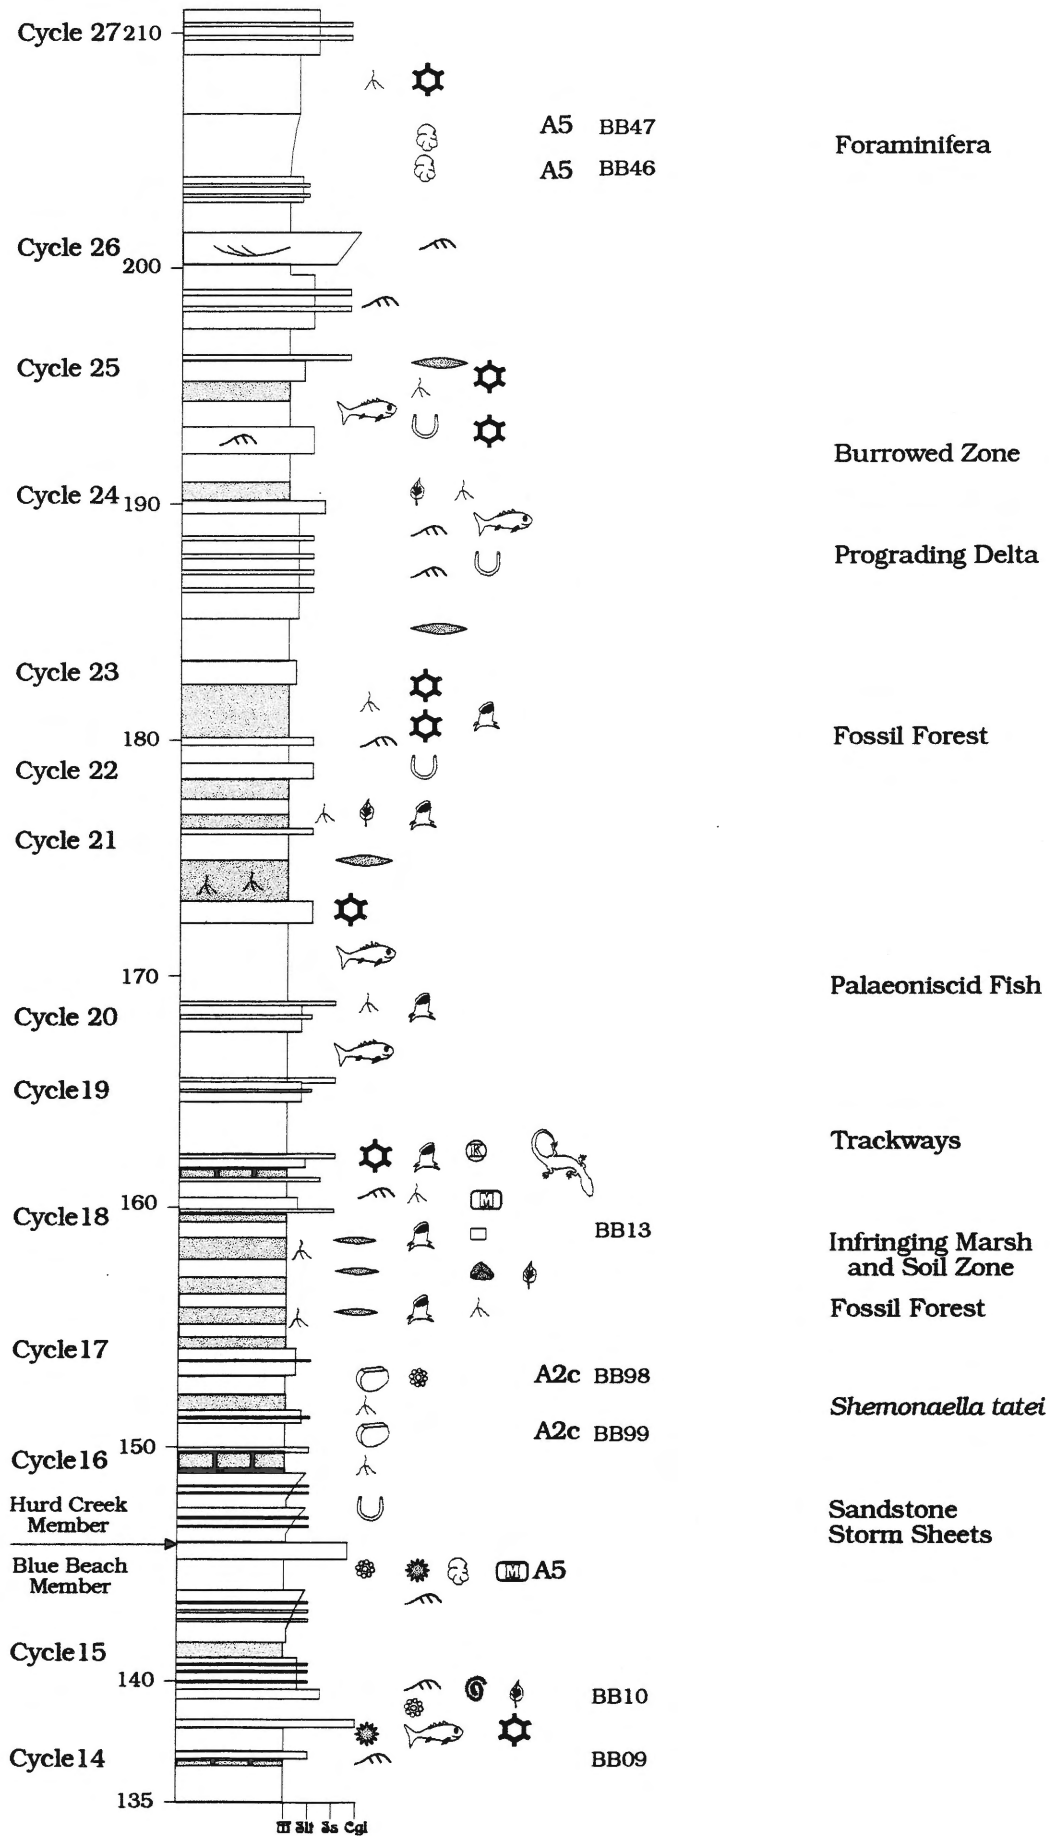 Cycle 27 210
A5 BB47
Foraminifera
A5 BB46
Cycle 26
200
Cycle 25
Burrowed Zone
Cycle 24 190
Prograding Delta
Cycle 23
Fossil Forest
180
Cycle 22
Cycle 21
170
Palaeoniscid Fish
Cycle 20
Cycle 19
Trackways
K
M
160
Cycle 18
BB13
Infringing Marsh
and Soil Zone
Fossil Forest
Cycle 17
A2c BB98
Shemonaella tatei
A2c BB99
150
Cycle 16
Hurd Creek
Member
Sandstone
Storm Sheets
Blue Beach
Member
M A5
Cycle 15
140
BB10
Cycle 14
BB09
135
Slt Ss Cgl